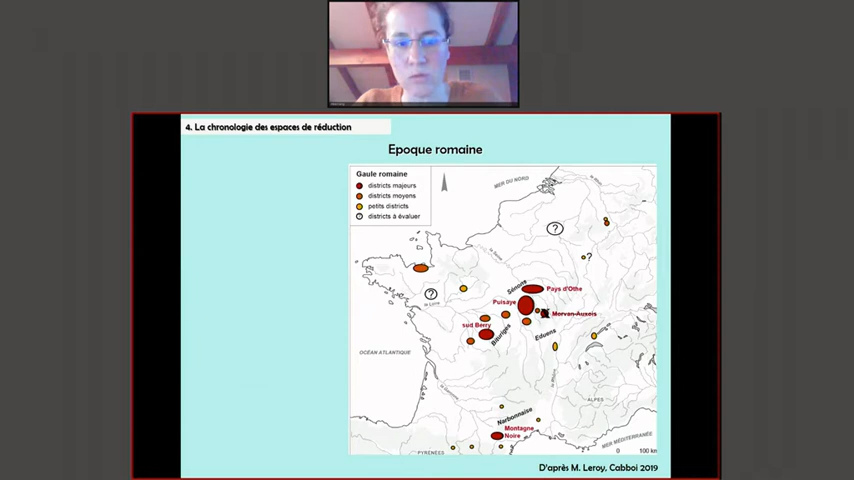 4. La chronologie des espaces de réduction
Epoque romaine
Gaule romaine
districts majeurs
districts moyens
petits districts
? districts à évaluer
MER DU NORD
?
?
Sénons
Pays d'Othe
?
Puisaye
Morvan-Auxois
sud Berry
Bituriges
Eduens
OCÉAN ATLANTIQUE
ALPES
Narbonnaise
Montagne
Noire
MER MÉDITERRANÉE
PYRÉNÉES
0 100 km
D'après M. Leroy, Cabboi 2019